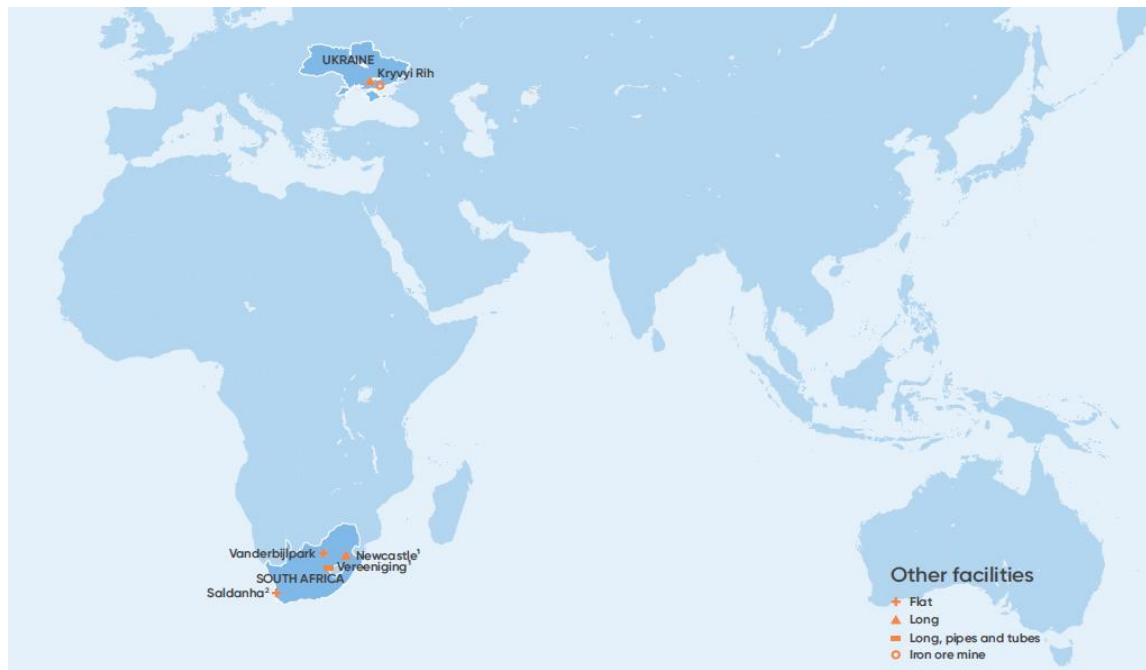 UKRAINE
Kryvyi Rih
Vanderbijlpark
Newcastle¹
Vereeniging¹
SOUTH AFRICA
Saldanha²
Other facilities
Flat
Long
Long, pipes and tubes
Iron ore mine